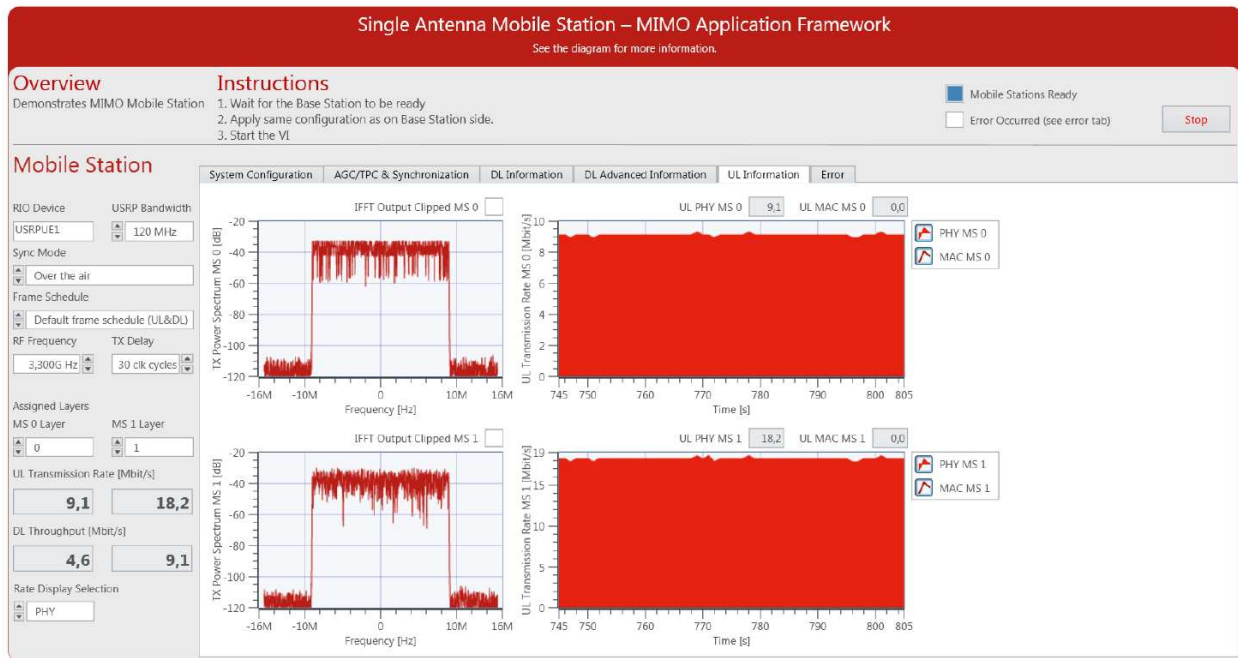 Single Antenna Mobile Station – MIMO Application Framework
See the diagram for more information.
Overview
Demonstrates MIMO Mobile Station
Instructions
1. Wait for the Base Station to be ready
2. Apply same configuration as on Base Station side.
3. Start the VI
Mobile Stations Ready
Error Occurred (see error tab)
Stop
Mobile Station
RIO Device
USRP Bandwidth
USRPUE1
120 MHz
Sync Mode
Over the air
Frame Schedule
Default frame schedule (UL&DL)
RF Frequency
TX Delay
3,300G Hz
30 clk cycles
Assigned Layers
MS 0 Layer
MS 1 Layer
0
1
UL Transmission Rate [Mbit/s]
9,1
18,2
DL Throughput [Mbit/s]
4,6
9,1
Rate Display Selection
PHY
System Configuration
AGC/TPC & Synchronization
DL Information
DL Advanced Information
UL Information
Error
IFFT Output Clipped MS 0
TX Power Spectrum MS 0 [dB]
-20
-40
-60
-80
-100
-120
-16M
-10M
0
10M
16M
Frequency [Hz]
UL PHY MS 0
9,1
UL MAC MS 0
0,0
UL Transmission Rate MS 0 [Mbit/s]
10
8
6
4
2
0
745
750
760
770
780
790
800
805
Time [s]
PHY MS 0
MAC MS 0
IFFT Output Clipped MS 1
TX Power Spectrum MS 1 [dB]
-20
-40
-60
-80
-100
-120
-16M
-10M
0
10M
16M
Frequency [Hz]
UL PHY MS 1
18,2
UL MAC MS 1
0,0
UL Transmission Rate MS 1 [Mbit/s]
19
15
10
5
0
745
750
760
770
780
790
800
805
Time [s]
PHY MS 1
MAC MS 1